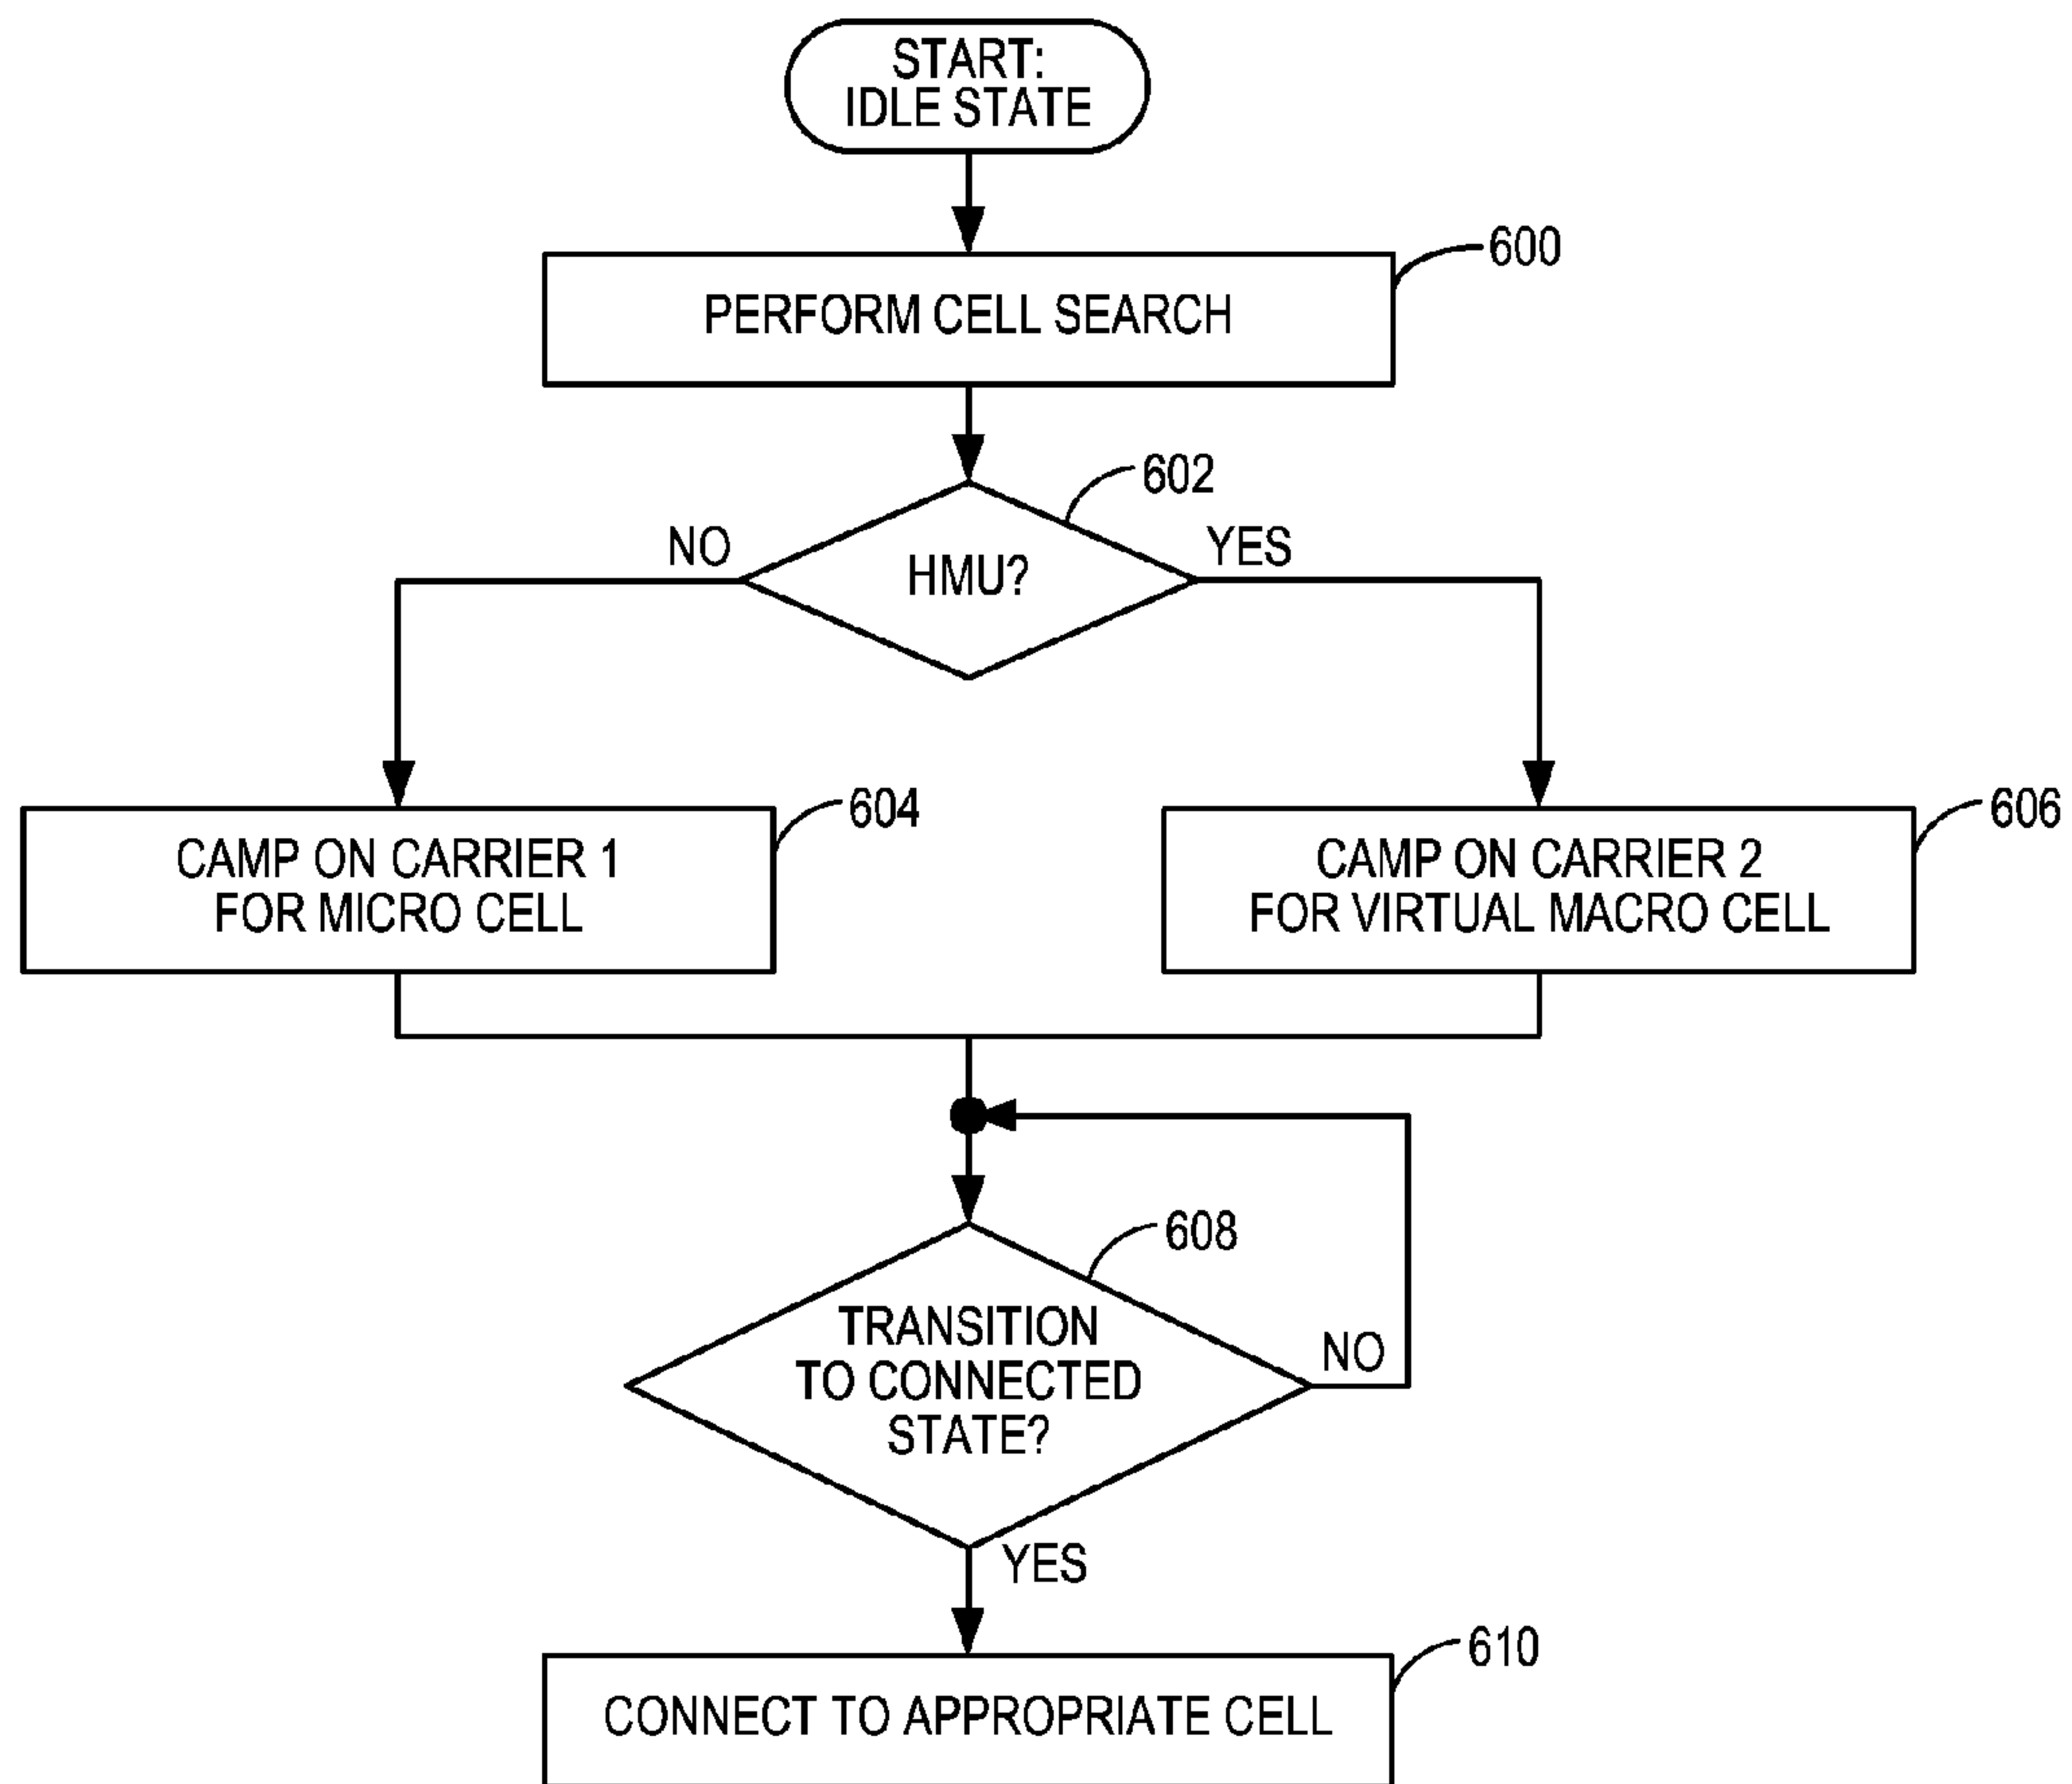 START:
IDLE STATE
600
PERFORM CELL SEARCH
602
NO
YES
HMU?
604
606
CAMP ON CARRIER 1
FOR MICRO CELL
CAMP ON CARRIER 2
FOR VIRTUAL MACRO CELL
608
TRANSITION
TO CONNECTED
STATE?
NO
YES
610
CONNECT TO APPROPRIATE CELL